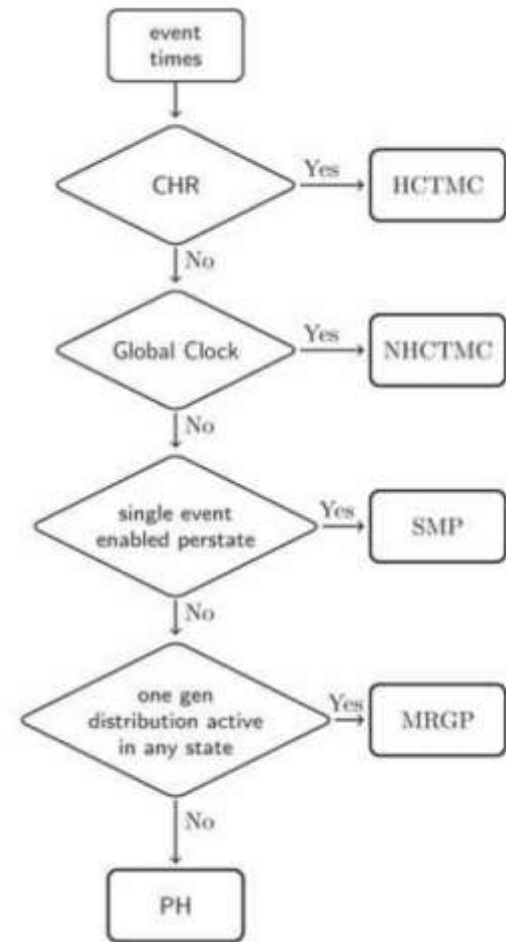 event
times
CHR
Yes
HCTMC
No
Global Clock
Yes
NHCTMC
No
single event
enabled perstate
Yes
SMP
No
one gen
distribution active
in any state
Yes
MRGP
No
PH